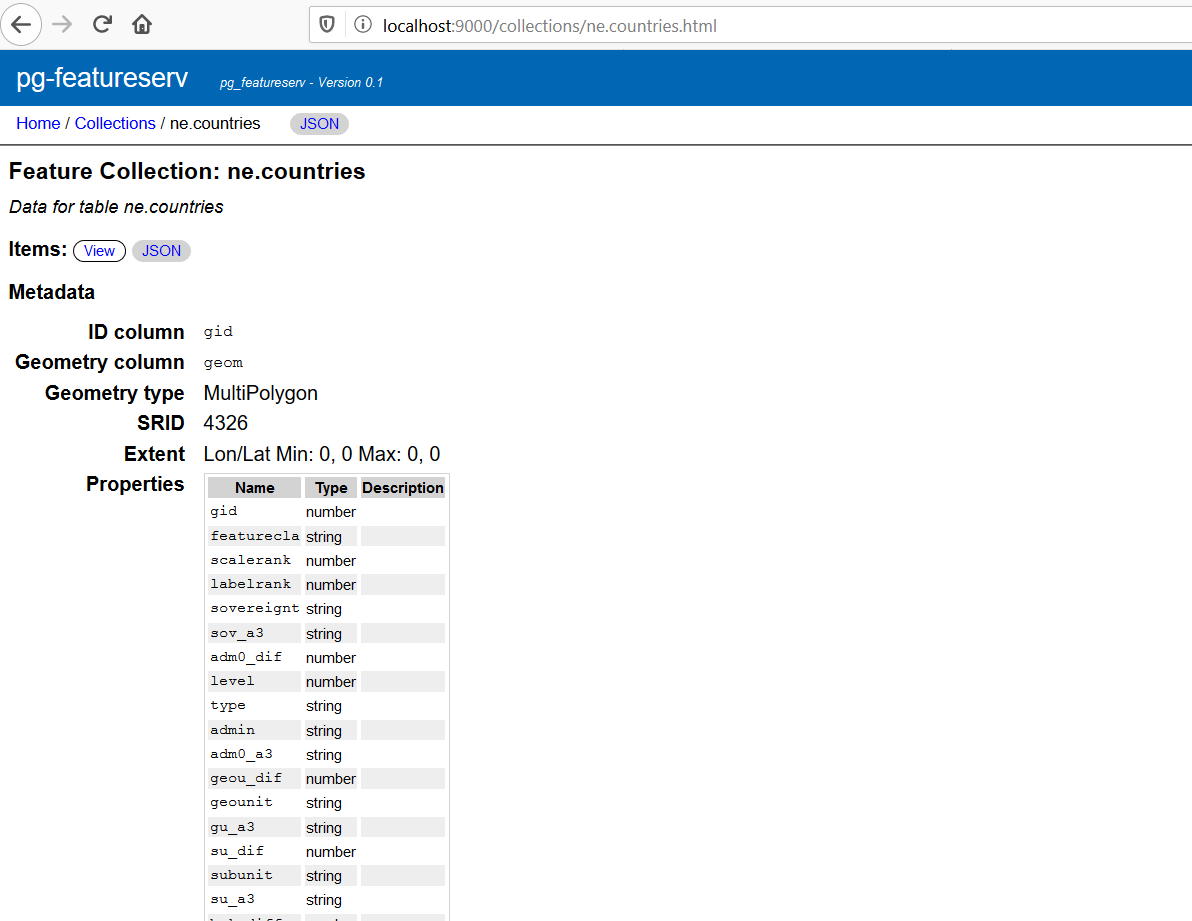 localhost:9000/collections/ne.countries.html
pg-featureserv pg_featureserv - Version 0.1
Home / Collections / ne.countries JSON
Feature Collection: ne.countries
Data for table ne.countries
Items: View JSON
Metadata
ID column gid
Geometry column geom
Geometry type MultiPolygon
SRID 4326
Extent Lon/Lat Min: 0, 0 Max: 0, 0
Properties Name Type Description
gid number
featurecla string
scalerank number
labelrank number
sovereignt string
sov_a3 string
adm0_dif number
level number
type string
admin string
adm0_a3 string
geou_dif number
geounit string
gu_a3 string
su_dif number
subunit string
su_a3 string